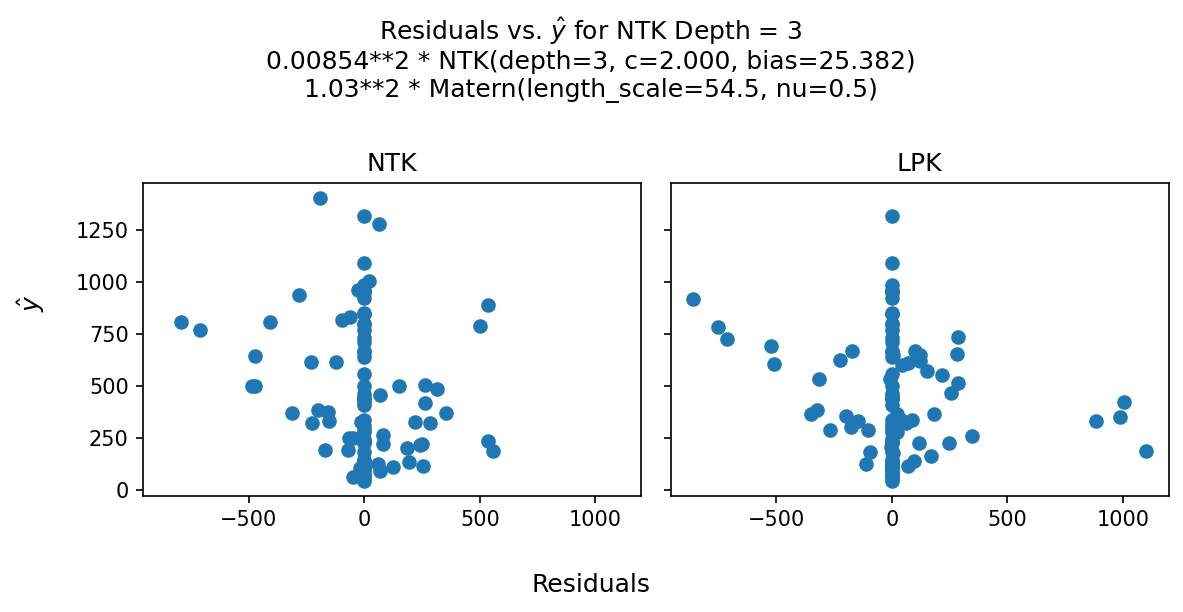 Residuals vs. ŷ for NTK Depth = 3
0.00854**2 * NTK(depth=3, c=2.000, bias=25.382)
1.03**2 * Matern(length_scale=54.5, nu=0.5)
NTK
LPK
1250
1000
750
500
250
0
ŷ
−500
0
500
1000
−500
0
500
1000
Residuals